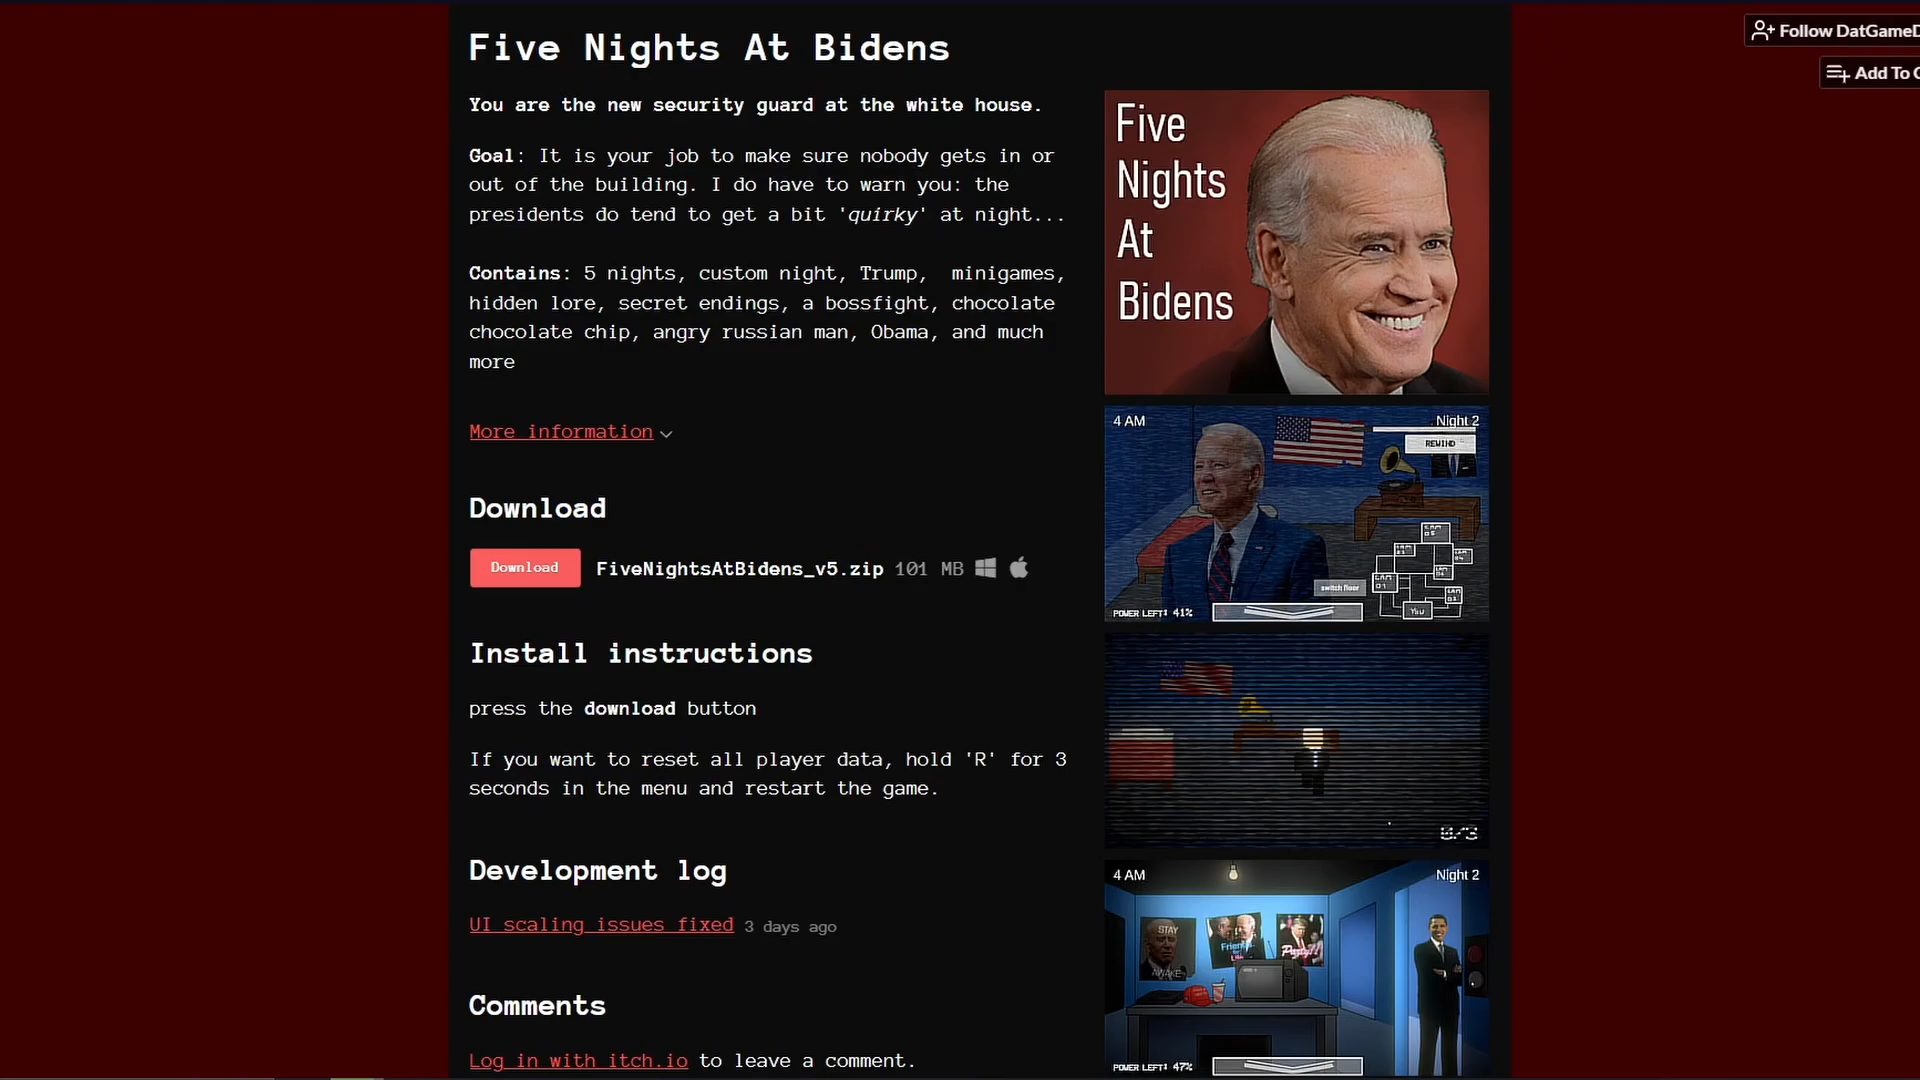 Five Nights At Bidens
Follow DatGameD
Add To C
You are the new security guard at the white house.
Goal: It is your job to make sure nobody gets in or
out of the building. I do have to warn you: the
presidents do tend to get a bit 'quirky' at night...
Contains: 5 nights, custom night, Trump,  minigames,
hidden lore, secret endings, a bossfight, chocolate
chocolate chip, angry russian man, Obama, and much
more
More information
Download
Download FiveNightsAtBidens_v5.zip 101 MB
Install instructions
press the download button
If you want to reset all player data, hold 'R' for 3
seconds in the menu and restart the game.
Development log
UI scaling issues fixed 3 days ago
Comments
Log in with itch.io to leave a comment.
Five
Nights
At
Bidens
4 AM
Night 2
REWIND
switch floor
You
POWER LEFT: 41%
0/3
4 AM
Night 2
STAY
AWAKE
Friends
Party!!
POWER LEFT: 47%